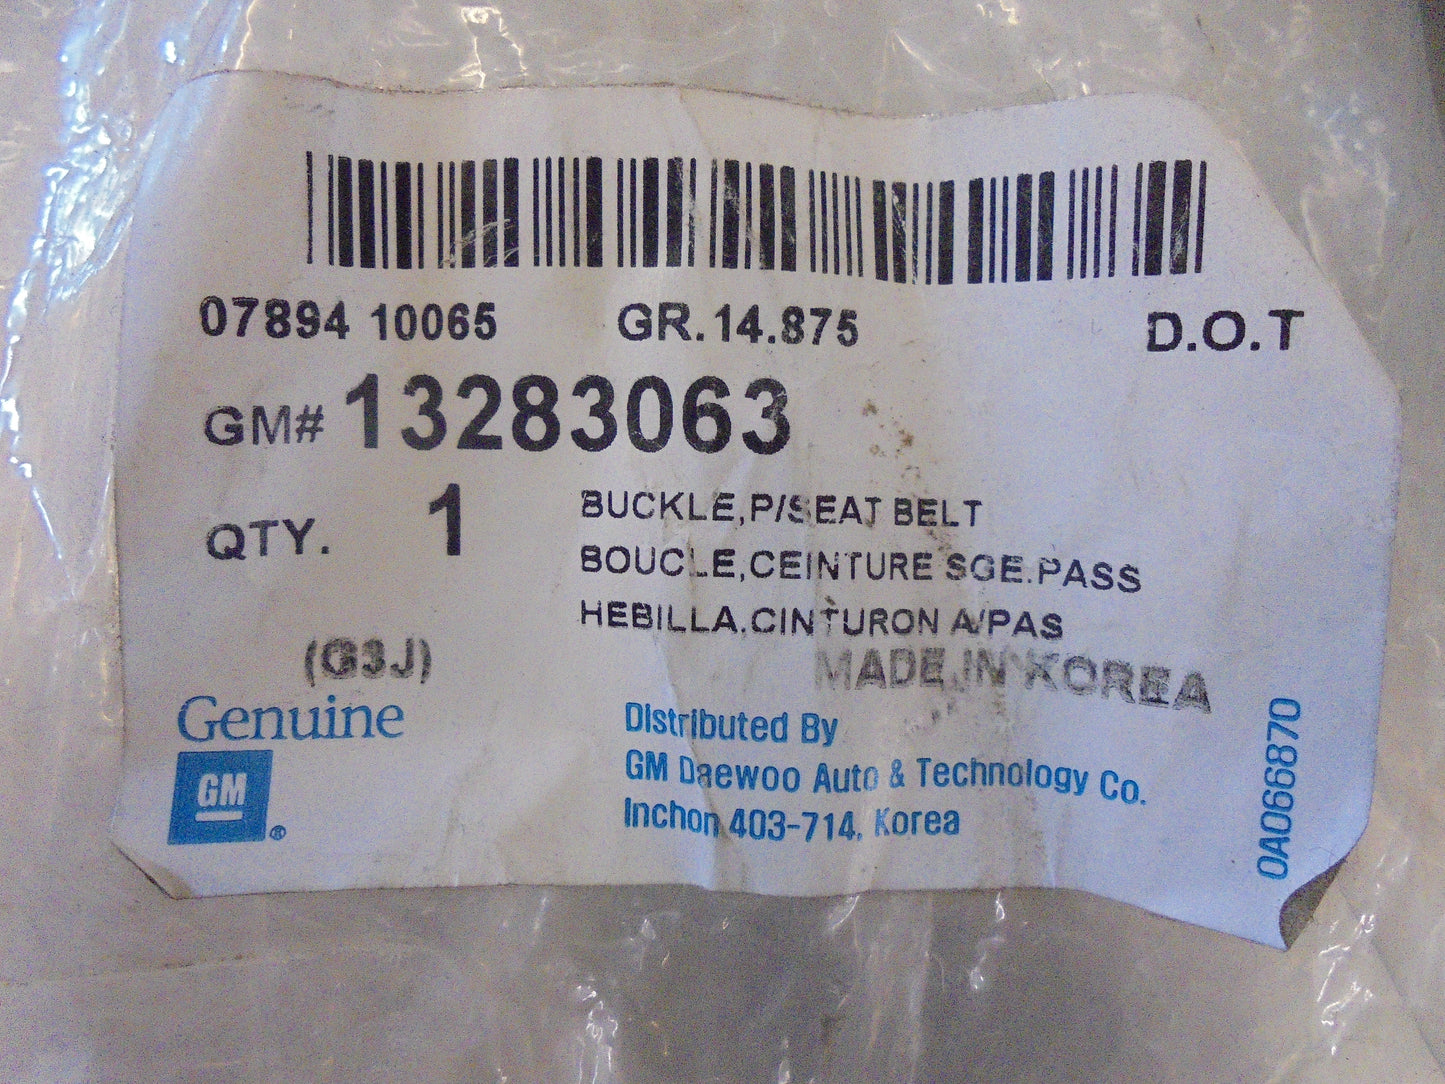 07894 10065 GR.14.875 D.O.T
GM# 13283063
QTY. 1
BUCKLE,P/SEAT BELT
BOUCLE,CEINTURE SGE.PASS
HEBILLA.CINTURON A/PAS
(G3J)
MADE IN KOREA
Genuine
GM®
Distributed By
GM Daewoo Auto & Technology Co.
Inchon 403-714, Korea
0A066870